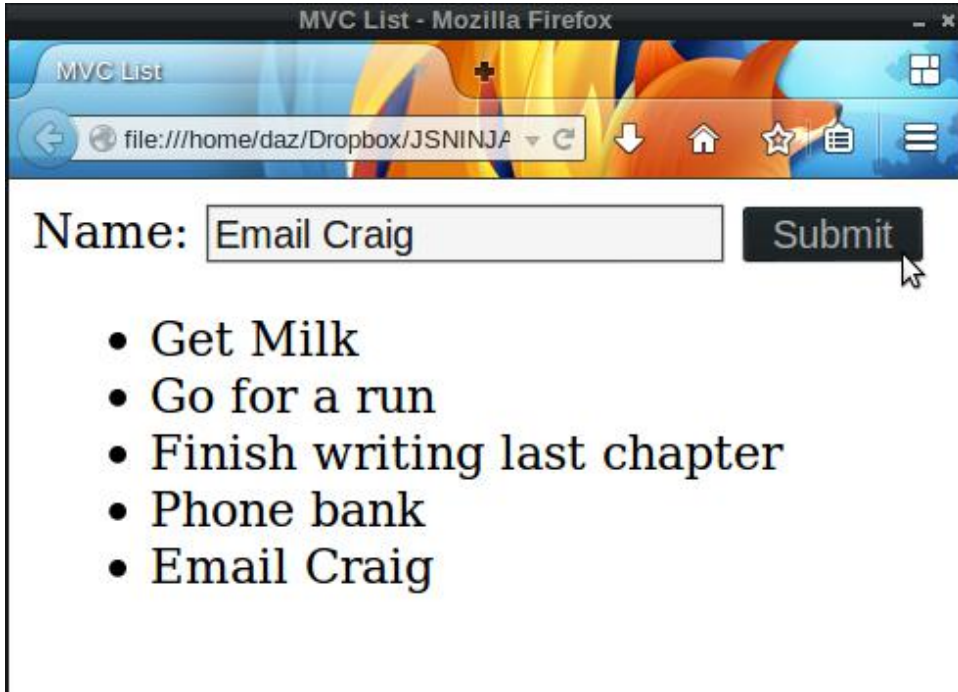 MVC List - Mozilla Firefox
MVC List
file:///home/daz/Dropbox/JSNINJA
Name: Email Craig Submit
• Get Milk
• Go for a run
• Finish writing last chapter
• Phone bank
• Email Craig